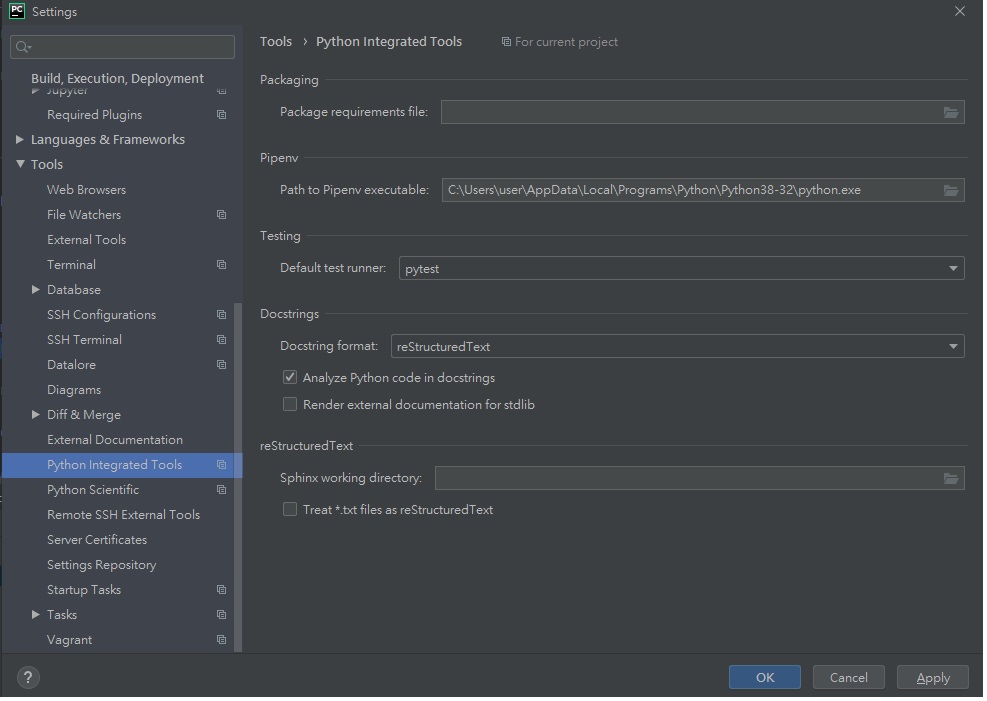 PC Settings
Tools › Python Integrated Tools For current project
Build, Execution, Deployment
Jupyter
Required Plugins
Languages & Frameworks
Tools
Web Browsers
File Watchers
External Tools
Terminal
Database
SSH Configurations
SSH Terminal
Datalore
Diagrams
Diff & Merge
External Documentation
Python Integrated Tools
Python Scientific
Remote SSH External Tools
Server Certificates
Settings Repository
Startup Tasks
Tasks
Vagrant
Packaging
Package requirements file:
Pipenv
Path to Pipenv executable: C:\Users\user\AppData\Local\Programs\Python\Python38-32\python.exe
Testing
Default test runner: pytest
Docstrings
Docstring format: reStructuredText
Analyze Python code in docstrings
Render external documentation for stdlib
reStructuredText
Sphinx working directory:
Treat *.txt files as reStructuredText
? OK Cancel Apply